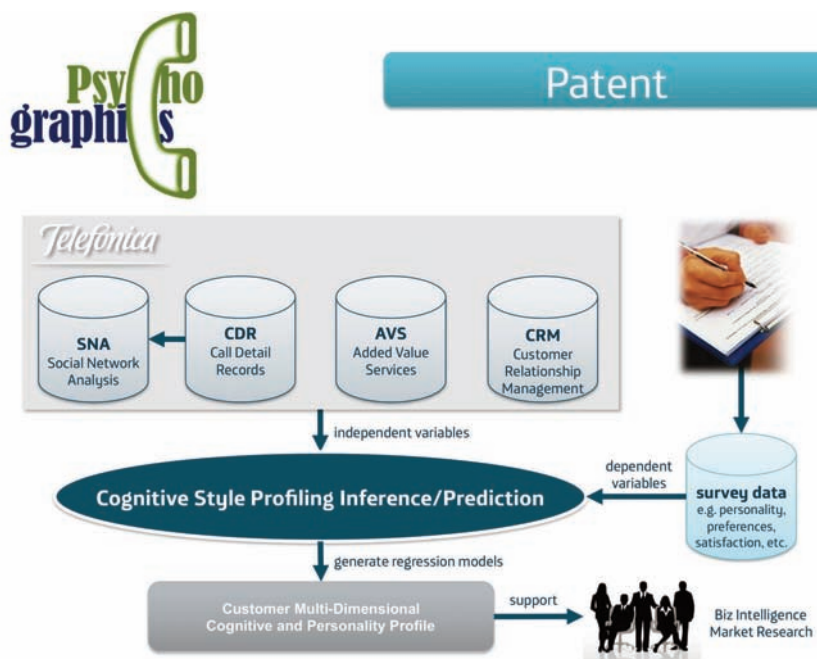 Psycho
graphics
Patent
Telefónica
SNA
Social Network
Analysis
CDR
Call Detail
Records
AVS
Added Value
Services
CRM
Customer
Relationship
Management
independent variables
dependent
variables
survey data
e.g. personality,
preferences,
satisfaction, etc.
Cognitive Style Profiling Inference/Prediction
generate regression models
Customer Multi-Dimensional
Cognitive and Personality Profile
support
Biz Intelligence
Market Research